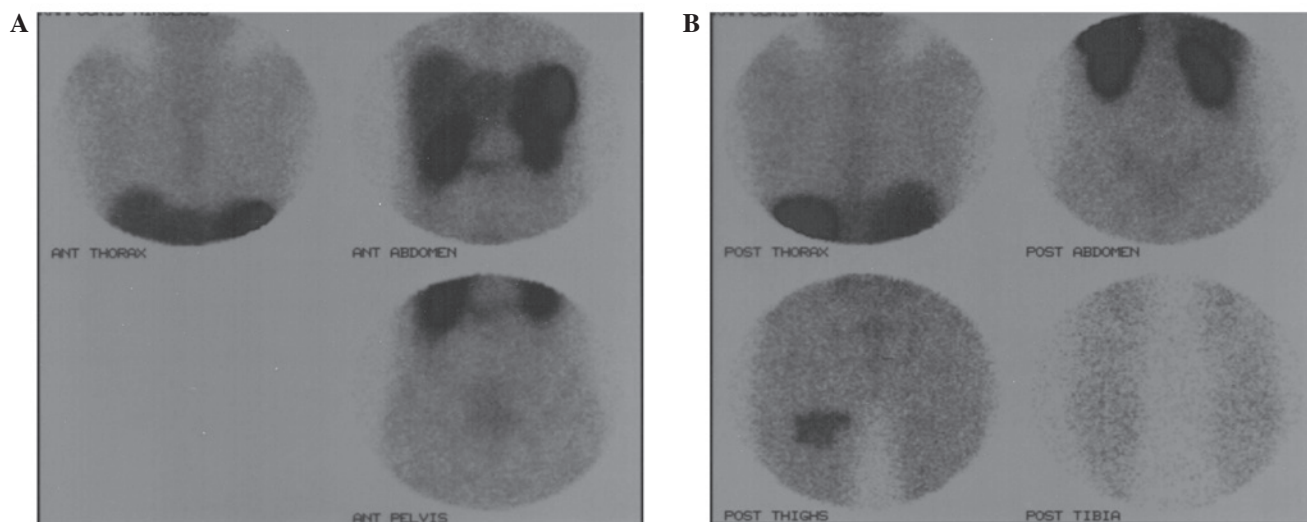 A
B
ANT THORAX
ANT ABDOMEN
POST THORAX
POST ABDOMEN
ANT PELVIS
POST THIGHS
POST TIBIA